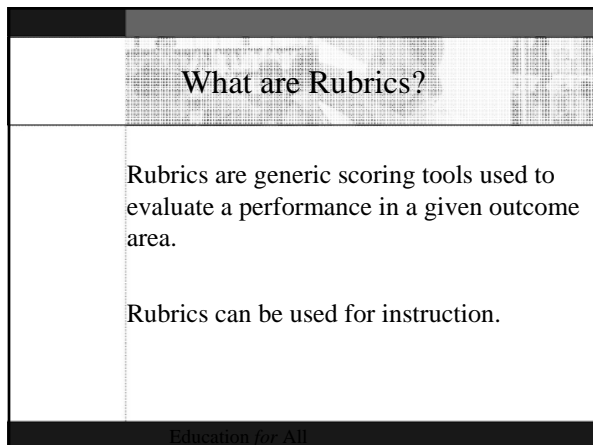 What are Rubrics?
Rubrics are generic scoring tools used to
evaluate a performance in a given outcome
area.
Rubrics can be used for instruction.
Education for All